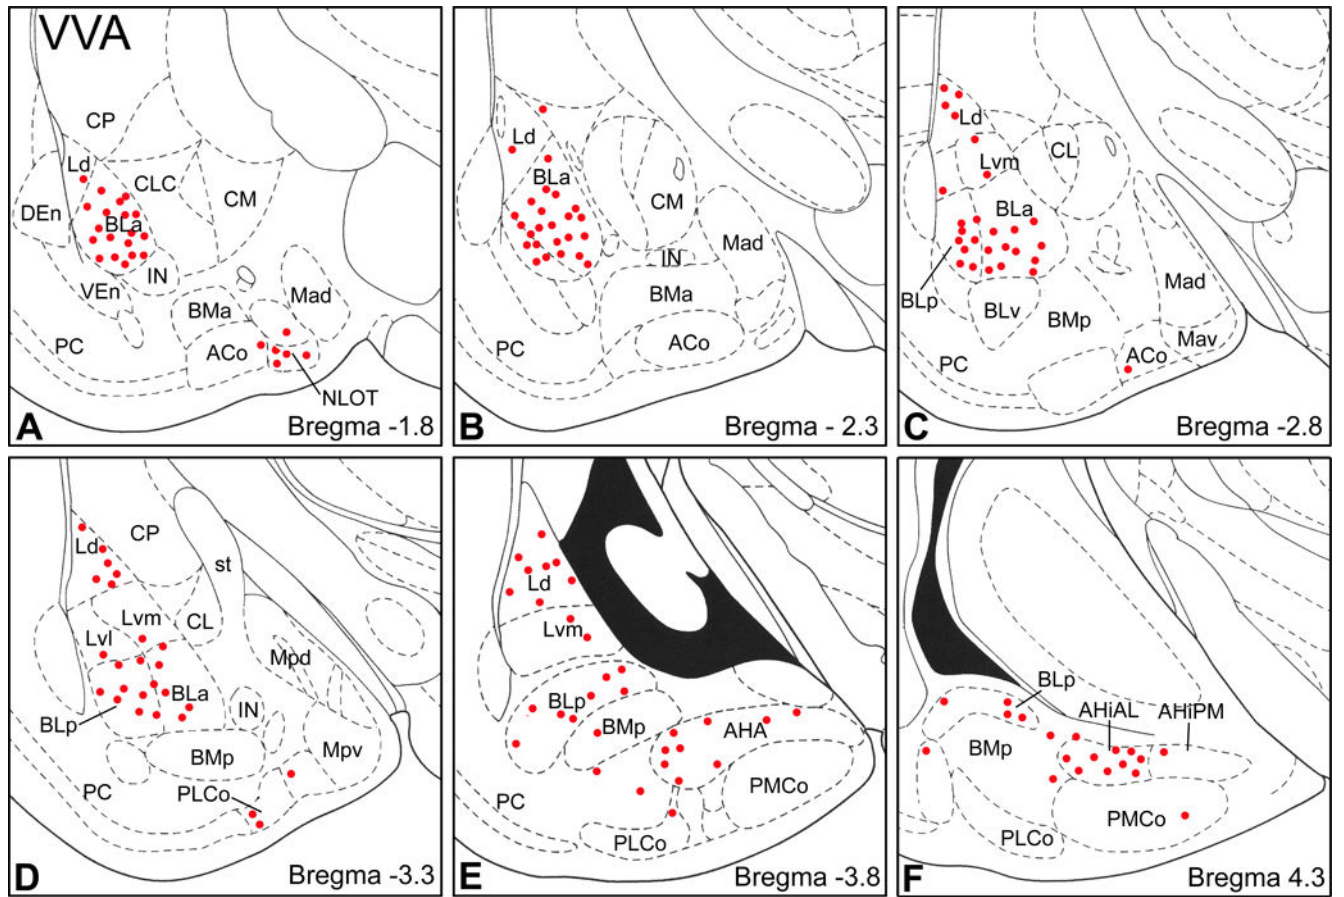 VVA
CP
Ld
CLC
CM
DEn
BLa
IN
VEn
Mad
BMa
PC
ACo
NLOT
A
Bregma -1.8
Ld
BLa
CM
Mad
IN
BMa
PC
ACo
B
Bregma - 2.3
Ld
Lvm
CL
BLa
Mad
BLp
BLv
BMp
Mav
PC
ACo
C
Bregma -2.8
CP
Ld
st
Lvm
CL
Lvl
Mpd
BLa
IN
BLp
BMp
Mpv
PC
PLCo
D
Bregma -3.3
Ld
Lvm
BLp
BMp
AHA
PMCo
PC
PLCo
E
Bregma -3.8
BLp
AHiAL
AHiPM
BMp
PMCo
PLCo
F
Bregma 4.3